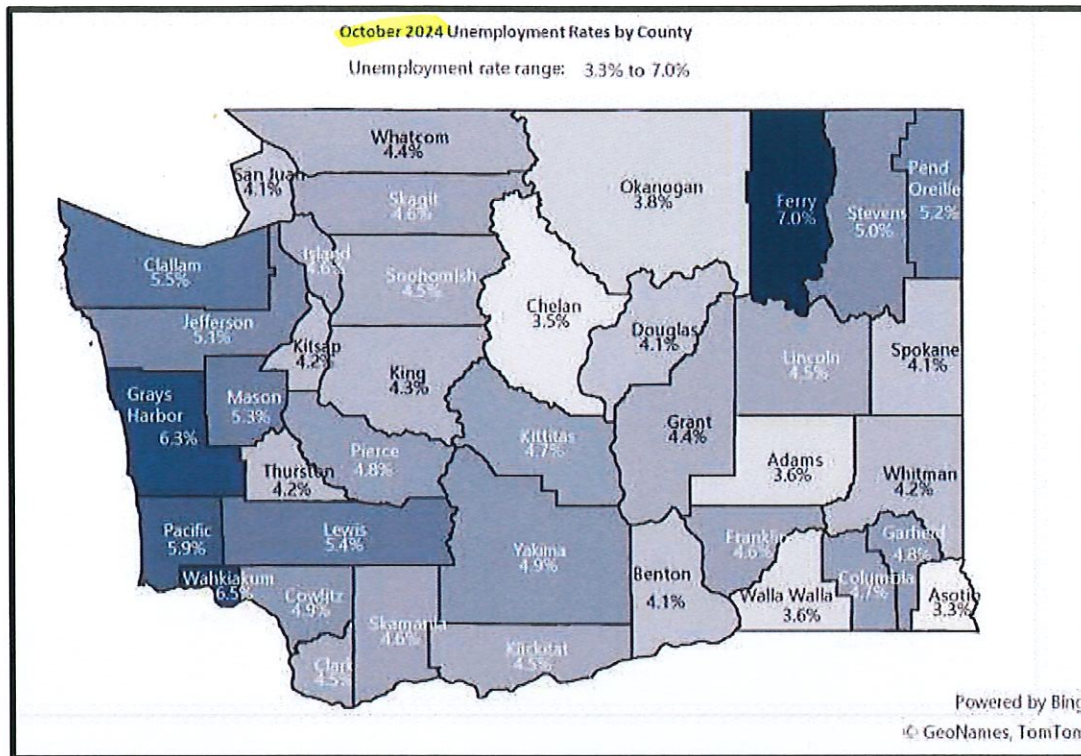 October 2024 Unemployment Rates by County
Unemployment rate range: 3.3% to 7.0%
Whatcom
4.4%
San Juan
4.1%
Skagit
4.6%
Okanogan
3.8%
Ferry
7.0%
Stevens
5.0%
Pend
Oreille
5.2%
Clallam
5.5%
Island
4.6%
Snohomish
4.5%
Chelan
3.5%
Jefferson
5.1%
Kitsap
4.2%
King
4.3%
Douglas
4.1%
Lincoln
4.5%
Spokane
4.1%
Grays
Harbor
6.3%
Mason
5.3%
Pierce
4.8%
Kittitas
4.7%
Grant
4.4%
Adams
3.6%
Whitman
4.2%
Thurston
4.2%
Pacific
5.9%
Lewis
5.4%
Yakima
4.9%
Franklin
4.6%
Garfield
4.8%
Wahkiakum
6.5%
Cowlitz
4.9%
Skamania
4.6%
Benton
4.1%
Walla Walla
3.6%
Columbia
4.7%
Asotin
3.3%
Clark
4.5%
Klickitat
4.5%
Powered by Bing
© GeoNames, TomTom